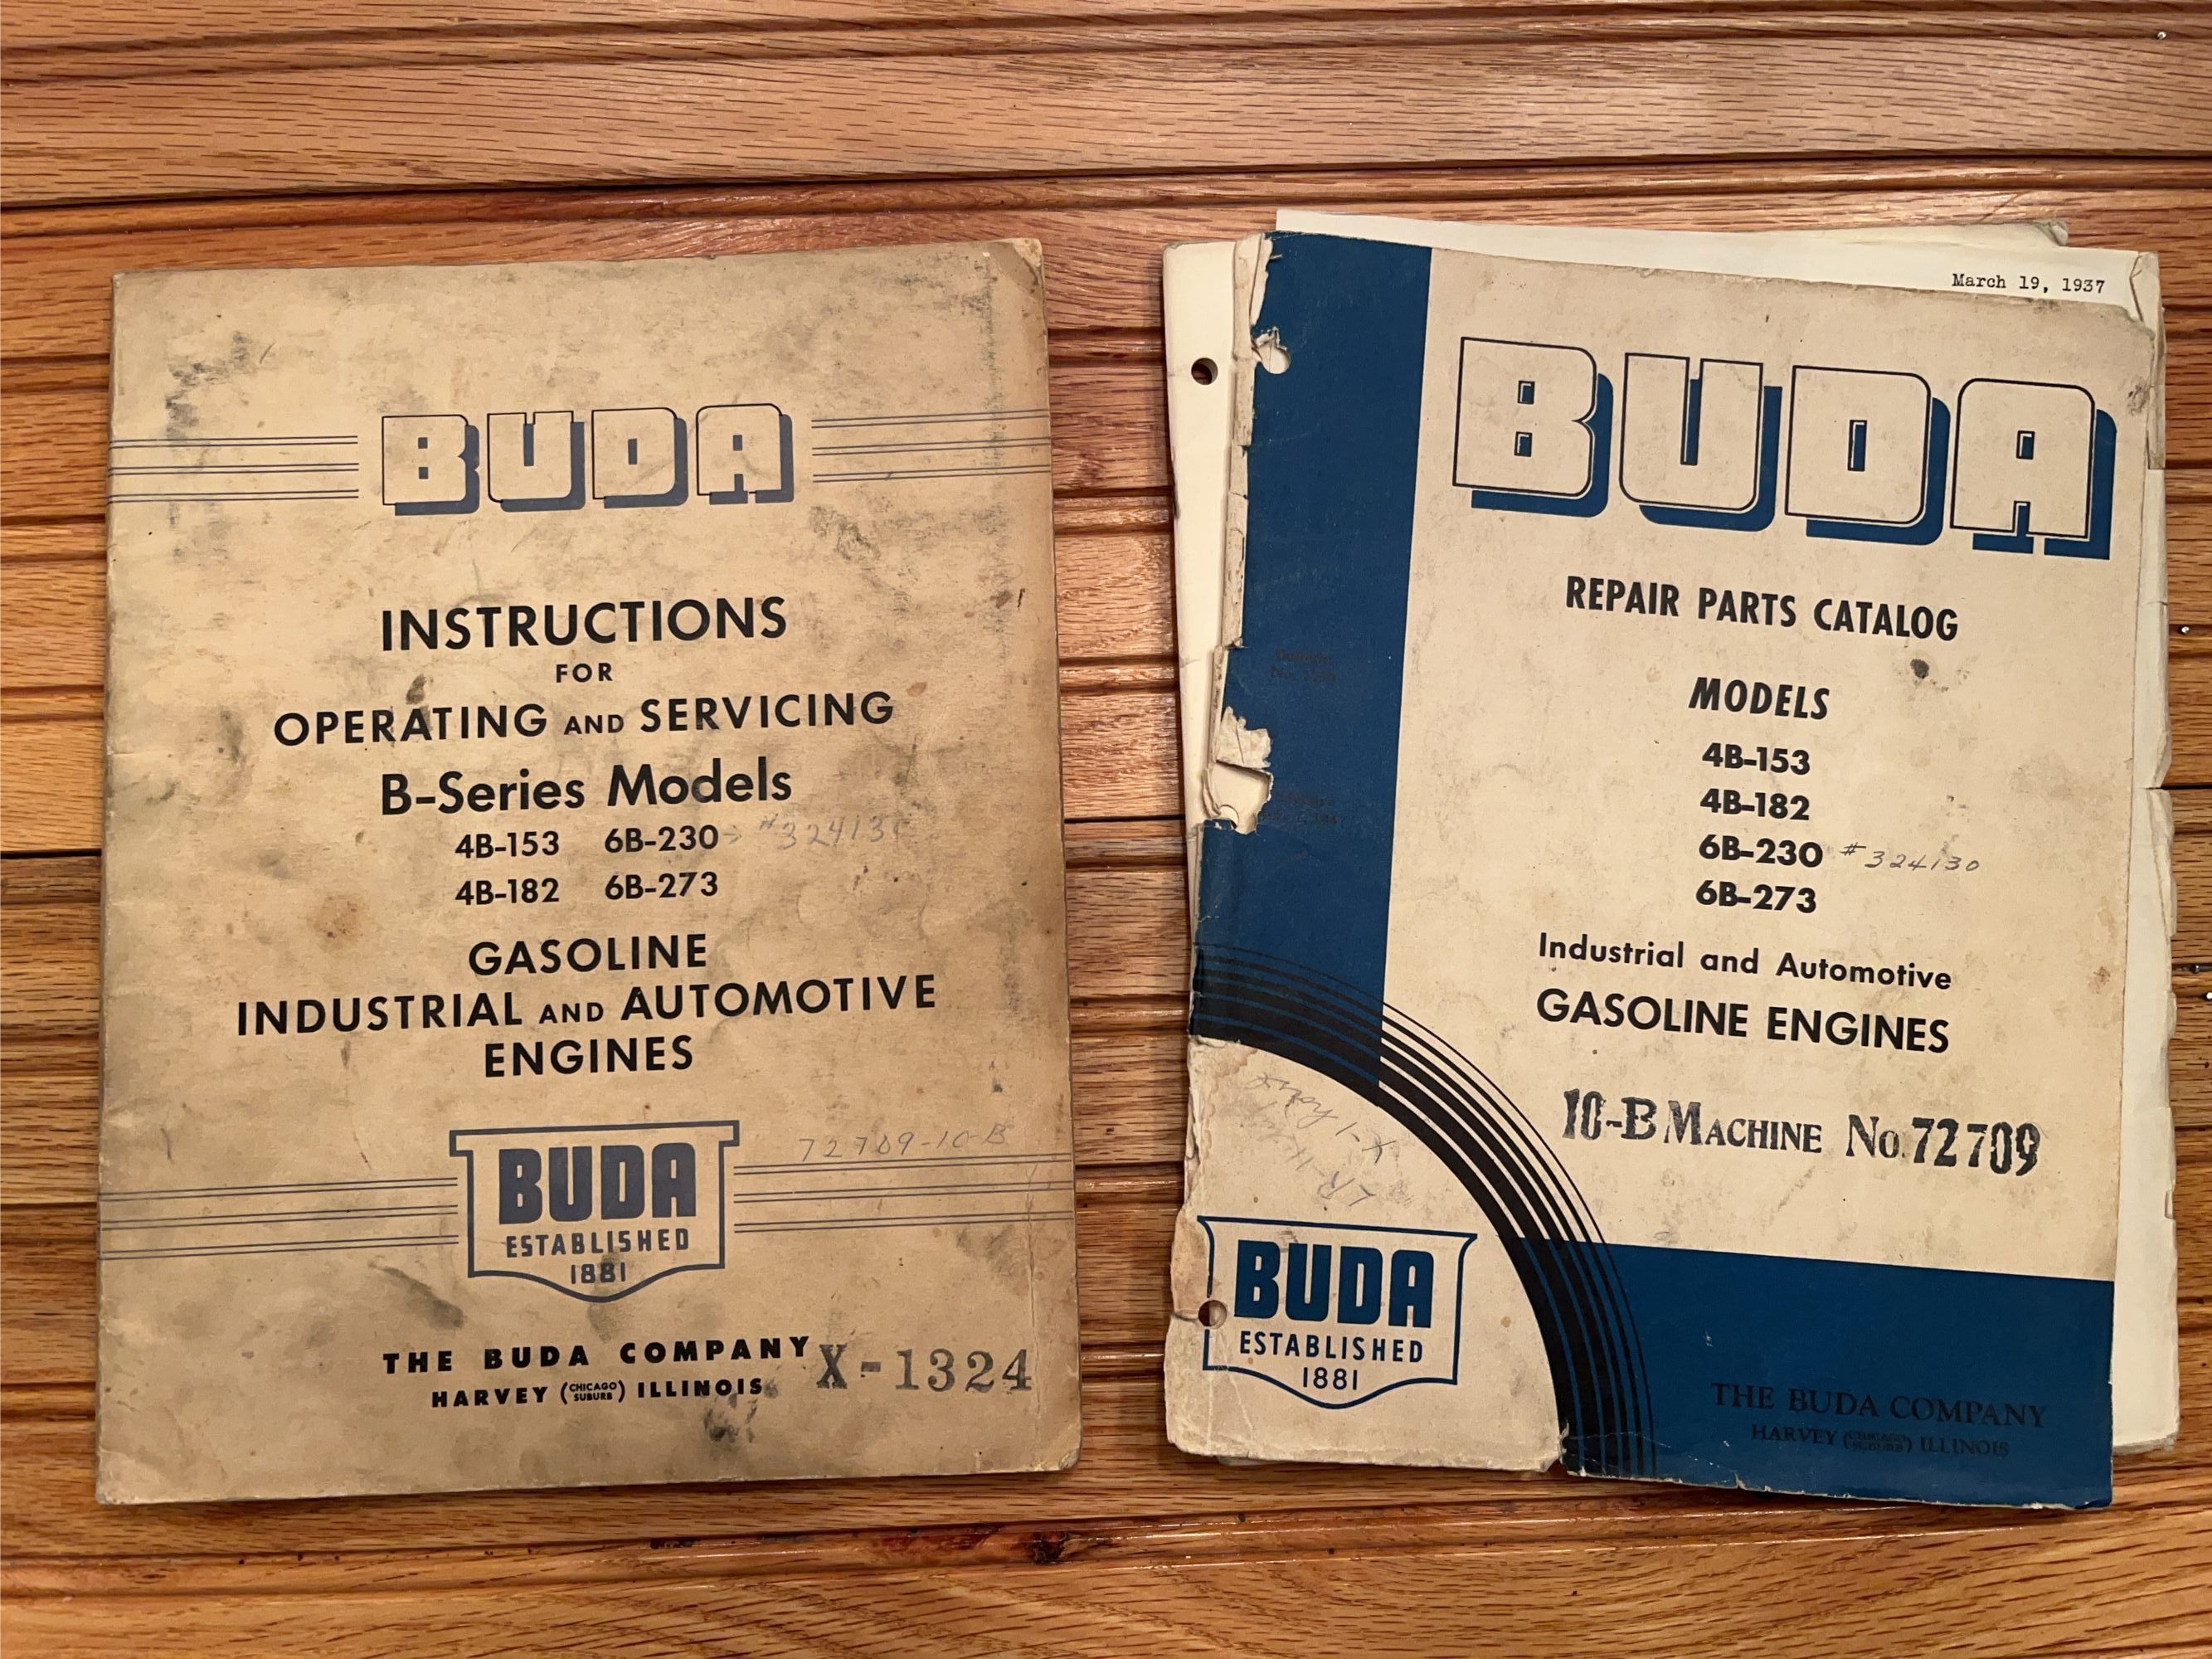 BUDA
INSTRUCTIONS
FOR
OPERATING AND SERVICING
B-Series Models
4B-153 6B-230
4B-182 6B-273
GASOLINE
INDUSTRIAL AND AUTOMOTIVE
ENGINES
72709-10-B
BUDA
ESTABLISHED
1881
THE BUDA COMPANY
X-1324
HARVEY (CHICAGO SUBURB) ILLINOIS
March 19, 1937
BUDA
REPAIR PARTS CATALOG
MODELS
4B-153
4B-182
6B-230 #324130
6B-273
Industrial and Automotive
GASOLINE ENGINES
10-B MACHINE No. 72709
BUDA
ESTABLISHED
1881
THE BUDA COMPANY
HARVEY (CHICAGO SUBURB) ILLINOIS